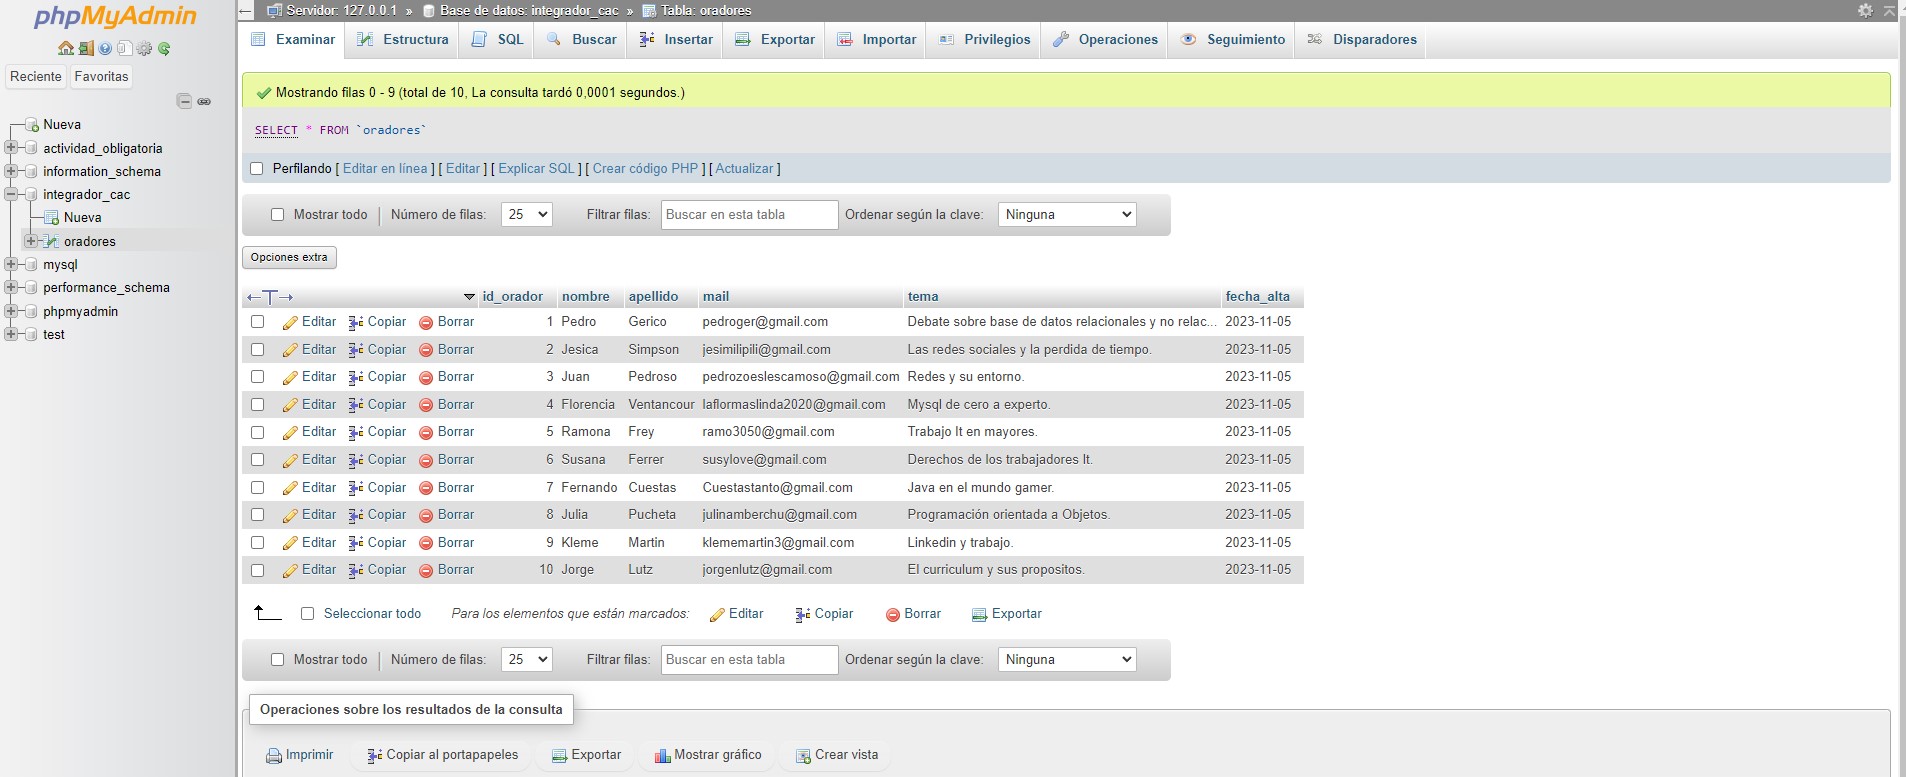 phpMyAdmin
Reciente Favoritas
Nueva
actividad_obligatoria
information_schema
integrador_cac
Nueva
oradores
mysql
performance_schema
phpmyadmin
test
Servidor: 127.0.0.1 » Base de datos: integrador_cac » Tabla: oradores
Examinar Estructura SQL Buscar Insertar Exportar Importar Privilegios Operaciones Seguimiento Disparadores
Mostrando filas 0 - 9 (total de 10, La consulta tardó 0,0001 segundos.)
SELECT * FROM `oradores`
Perfilando [ Editar en línea ] [ Editar ] [ Explicar SQL ] [ Crear código PHP ] [ Actualizar ]
Mostrar todo | Número de filas: 25 Filtrar filas: Buscar en esta tabla Ordenar según la clave: Ninguna
Opciones extra
←T→ id_orador nombre apellido mail tema fecha_alta
Editar Copiar Borrar 1 Pedro Gerico pedroger@gmail.com Debate sobre base de datos relacionales y no relac... 2023-11-05
Editar Copiar Borrar 2 Jesica Simpson jesimilipili@gmail.com Las redes sociales y la perdida de tiempo. 2023-11-05
Editar Copiar Borrar 3 Juan Pedroso pedrozoeslescamoso@gmail.com Redes y su entorno. 2023-11-05
Editar Copiar Borrar 4 Florencia Ventancour laflormaslinda2020@gmail.com Mysql de cero a experto. 2023-11-05
Editar Copiar Borrar 5 Ramona Frey ramo3050@gmail.com Trabajo It en mayores. 2023-11-05
Editar Copiar Borrar 6 Susana Ferrer susylove@gmail.com Derechos de los trabajadores It. 2023-11-05
Editar Copiar Borrar 7 Fernando Cuestas Cuestastanto@gmail.com Java en el mundo gamer. 2023-11-05
Editar Copiar Borrar 8 Julia Pucheta julinamberchu@gmail.com Programación orientada a Objetos. 2023-11-05
Editar Copiar Borrar 9 Kleme Martin klememartin3@gmail.com Linkedin y trabajo. 2023-11-05
Editar Copiar Borrar 10 Jorge Lutz jorgenlutz@gmail.com El curriculum y sus propositos. 2023-11-05
Seleccionar todo Para los elementos que están marcados: Editar Copiar Borrar Exportar
Mostrar todo | Número de filas: 25 Filtrar filas: Buscar en esta tabla Ordenar según la clave: Ninguna
Operaciones sobre los resultados de la consulta
Imprimir Copiar al portapapeles Exportar Mostrar gráfico Crear vista